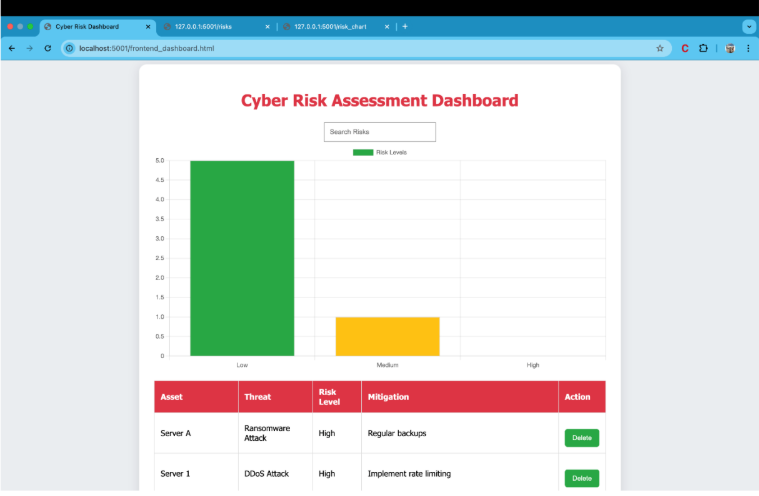 Cyber Risk Dashboard
127.0.0.1:5001/risks
127.0.0.1:5001/risk_chart
localhost:5001/frontend_dashboard.html
Cyber Risk Assessment Dashboard
Search Risks
Risk Levels
5.0
4.5
4.0
3.5
3.0
2.5
2.0
1.5
1.0
0.5
0
Low Medium High
Asset Threat Risk Level Mitigation Action
Server A Ransomware Attack High Regular backups Delete
Server 1 DDoS Attack High Implement rate limiting Delete